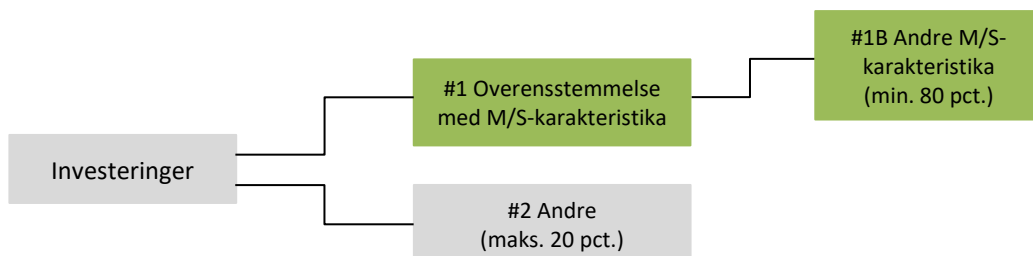 Investeringer
#1 Overensstemmelse
med M/S-karakteristika
#1B Andre M/S-
karakteristika
(min. 80 pct.)
#2 Andre
(maks. 20 pct.)